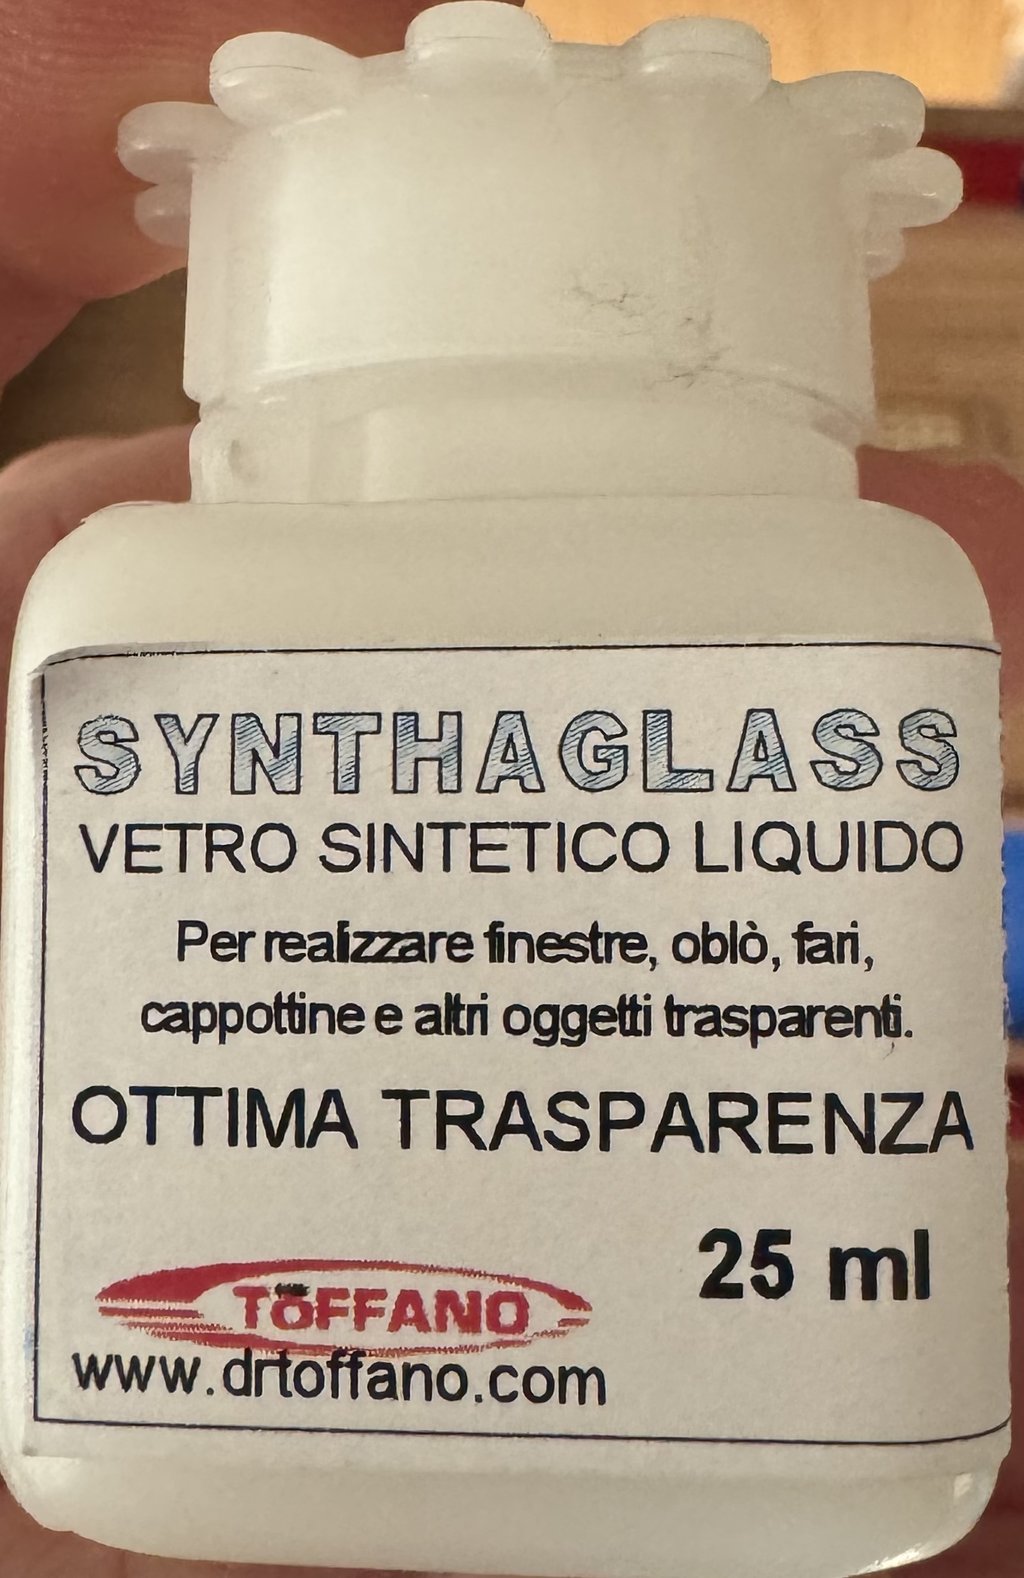 SYNTHAGLASS
VETRO SINTETICO LIQUIDO
Per realizzare finestre, oblò, fari,
cappottine e altri oggetti trasparenti.
OTTIMA TRASPARENZA
25 ml
TOFFANO
www.drtoffano.com